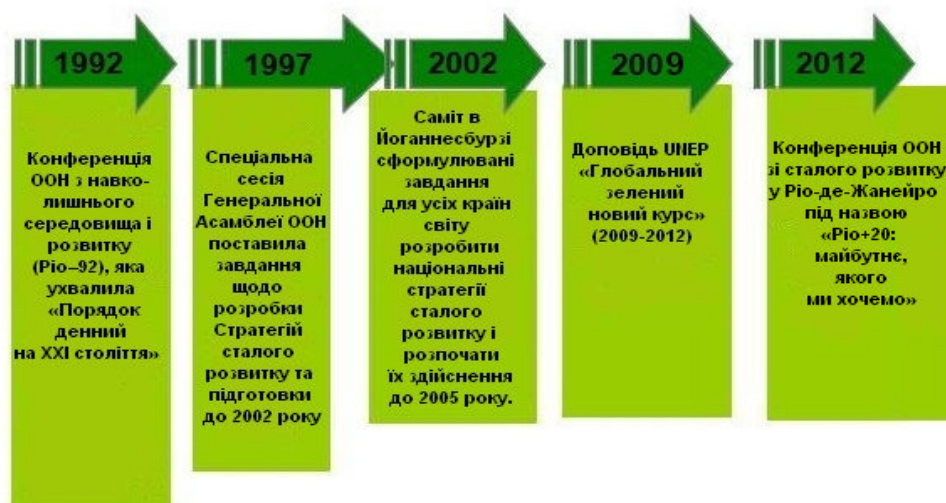 1992
Конференція
ООН з навко-
лишнього
середовища і
розвитку
(Ріо–92), яка
ухвалила
«Порядок
денний
на ХХІ століття»
1997
Спеціальна
сесія
Генеральної
Асамблеї ООН
поставила
завдання
щодо
розробки
Стратегій
сталого
розвитку та
підготовки
до 2002 року
2002
Саміт в
Йоганнесбурзі
сформулювані
завдання
для усіх країн
світу
розробити
національні
стратегії
сталого
розвитку і
розпочати
їх здійснення
до 2005 року.
2009
Доповідь UNEP
«Глобальний
зелений
новий курс»
(2009-2012)
2012
Конференція ООН
зі сталого розвитку
у Ріо-де-Жанейро
під назвою
«Ріо+20:
майбутнє,
якого
ми хочемо»